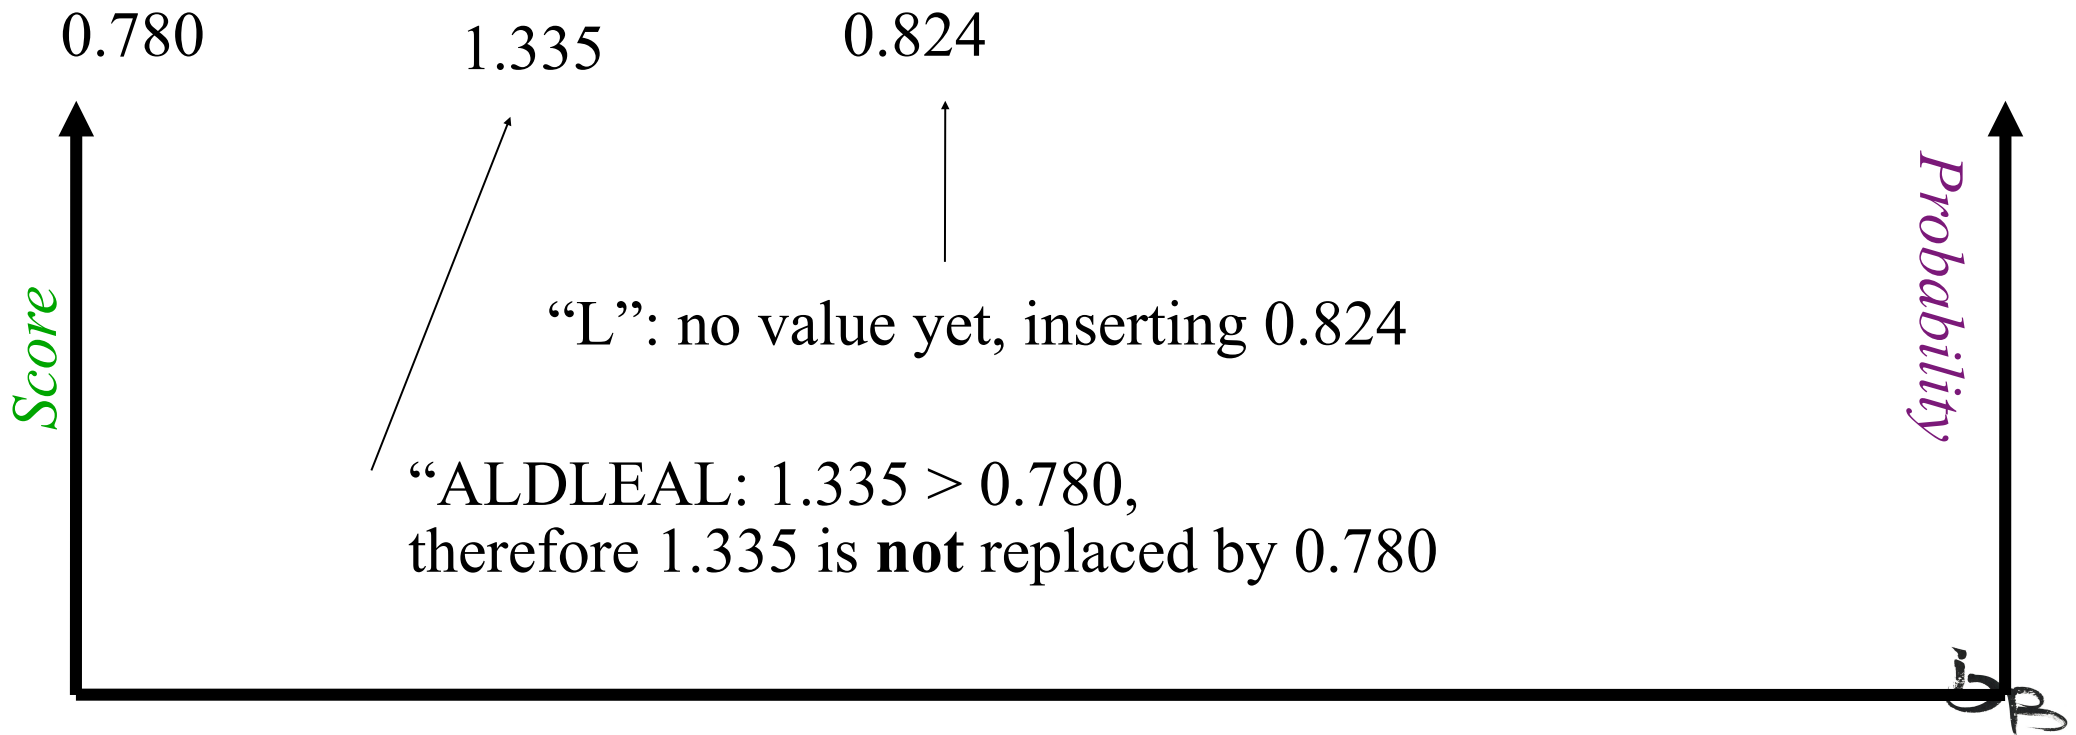 0.780
1.335
0.824
Score
Probability
“L”: no value yet, inserting 0.824
“ALDLEAL: 1.335 > 0.780,
therefore 1.335 is not replaced by 0.780